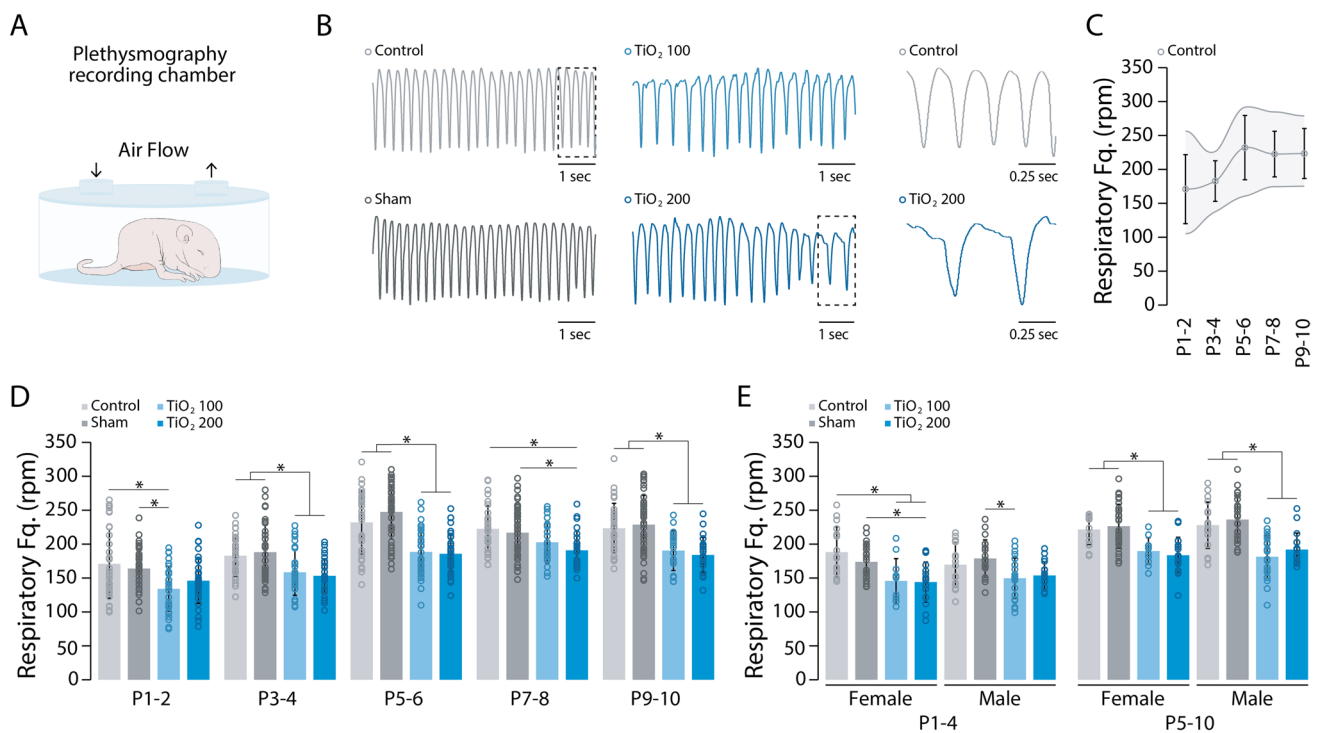 A
Plethysmography
recording chamber
Air Flow
B
Control
1 sec
TiO2 100
1 sec
Control
0.25 sec
Sham
1 sec
TiO2 200
1 sec
TiO2 200
0.25 sec
C
Control
Respiratory Fq. (rpm)
350
300
250
200
150
100
50
0
P1-2
P3-4
P5-6
P7-8
P9-10
D
Control
TiO2 100
Sham
TiO2 200
Respiratory Fq. (rpm)
350
300
250
200
150
100
50
0
*
*
*
*
*
*
*
P1-2
P3-4
P5-6
P7-8
P9-10
E
Control
TiO2 100
Sham
TiO2 200
Respiratory Fq. (rpm)
350
300
250
200
150
100
50
0
*
*
*
*
*
Female
Male
Female
Male
P1-4
P5-10